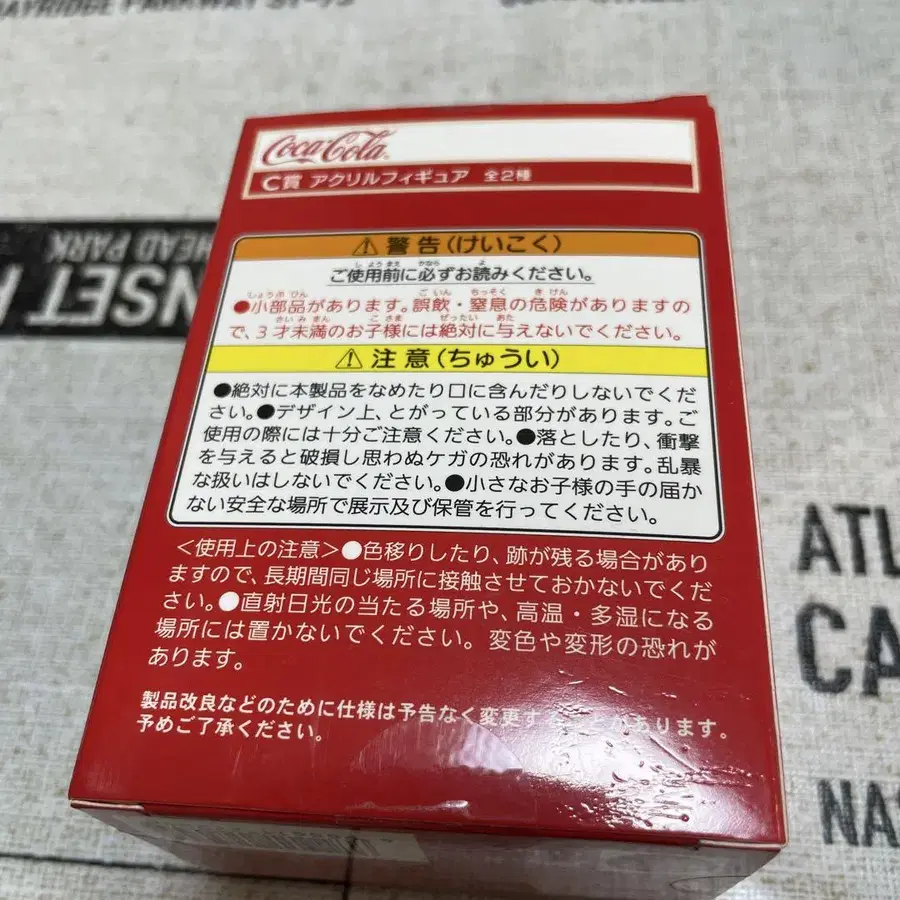 BAYRIDGE PARKWAY ST-95
Coca-Cola
C賞 アクリルフィギュア 全2種
NSET
HEAD PARK
⚠ 警告(けいこく)
ご使用前に必ずお読みください。
●小部品があります。誤飲・窒息の危険がありますの
で、3才未満のお子様には絶対に与えないでください。
⚠ 注意(ちゅうい)
●絶対に本製品をなめたり口に含んだりしないでくだ
さい。●デザイン上、とがっている部分があります。ご
使用の際には十分ご注意ください。●落としたり、衝撃
を与えると破損し思わぬケガの恐れがあります。乱暴
な扱いはしないでください。●小さなお子様の手の届か
ない安全な場所で展示及び保管を行ってください。
<使用上の注意>●色移りしたり、跡が残る場合があり
ますので、長期間同じ場所に接触させておかないでくだ
さい。●直射日光の当たる場所や、高温・多湿になる
場所には置かないでください。変色や変形の恐れが
あります。
製品改良などのために仕様は予告なく変更することがあります。
予めご了承ください。
ATL
CA
NAS